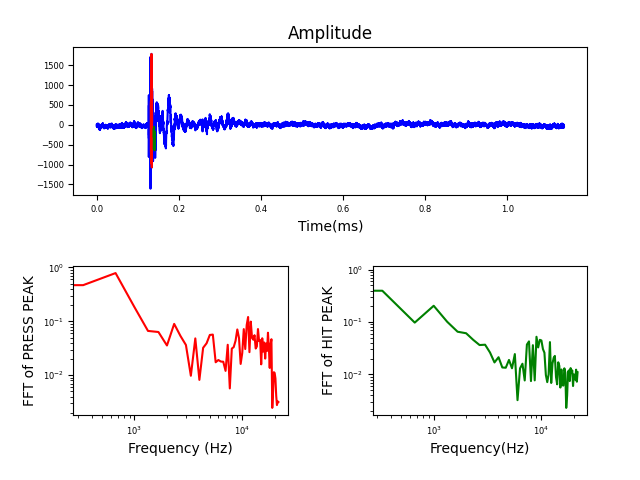 Amplitude
1500
1000
500
0
−500
−1000
−1500
0.0 0.2 0.4 0.6 0.8 1.0
Time(ms)
FFT of PRESS PEAK
10⁰
10⁻¹
10⁻²
10³ 10⁴
Frequency (Hz)
FFT of HIT PEAK
10⁰
10⁻¹
10⁻²
10³ 10⁴
Frequency(Hz)